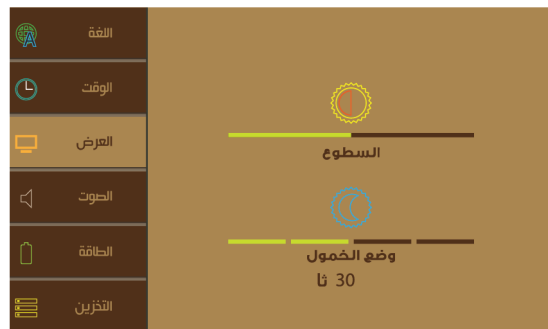 اللغة
الوقت
العرض
الصوت
الطاقة
التخزين
السطوع
وضع الخمول
30 ثا